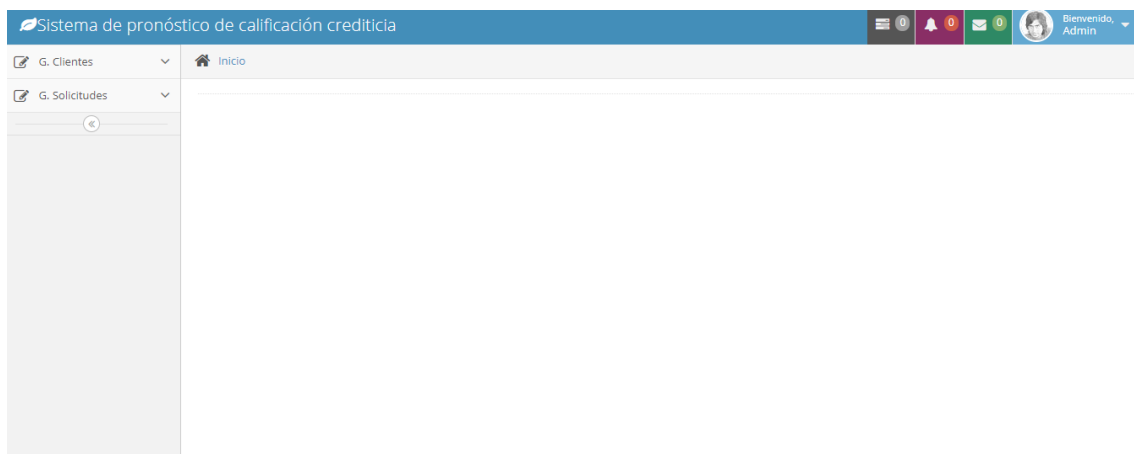 Sistema de pronóstico de calificación crediticia
0
0
0
Bienvenido,
Admin
G. Clientes
Inicio
G. Solicitudes